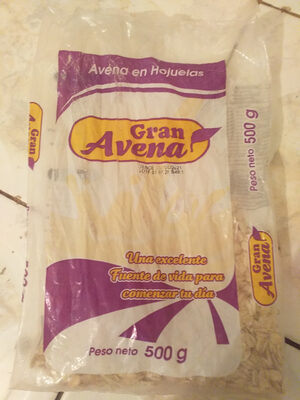 Avena en Hojuelas
Gran
Avena
Peso neto 500 g
A. Gran
Gran
Avena
Una excelente
Fuente de vida para
comenzar tu día
500
Peso neto 500 g